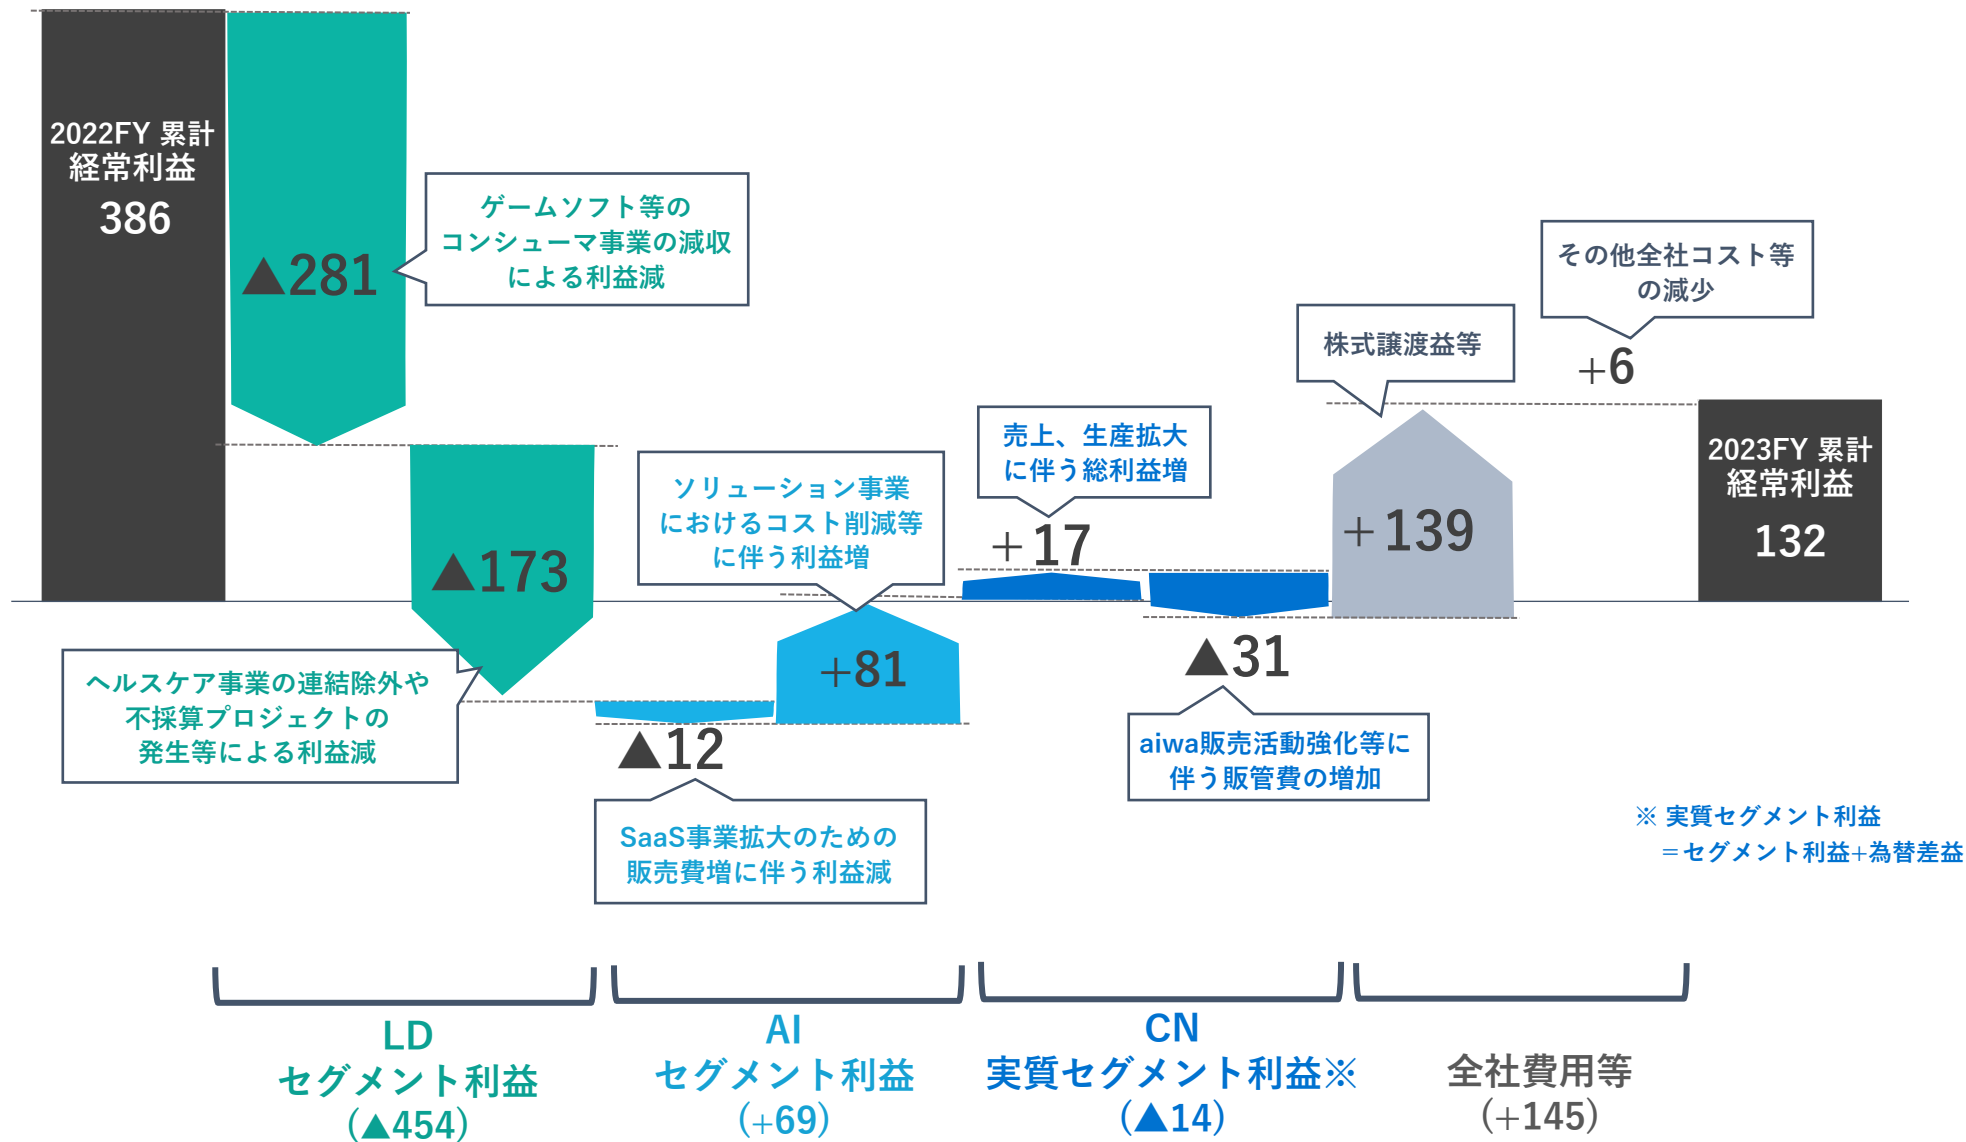 2022FY 累計
経常利益
386
▲281
ゲームソフト等の
コンシューマ事業の減収
による利益減
▲173
ヘルスケア事業の連結除外や
不採算プロジェクトの
発生等による利益減
▲12
SaaS事業拡大のための
販売費増に伴う利益減
ソリューション事業
におけるコスト削減等
に伴う利益増
+81
売上、生産拡大
に伴う総利益増
+17
▲31
aiwa販売活動強化等に
伴う販管費の増加
株式譲渡益等
+139
その他全社コスト等
の減少
+6
2023FY 累計
経常利益
132
※ 実質セグメント利益
＝セグメント利益+為替差益
LD
セグメント利益
(▲454)
AI
セグメント利益
(+69)
CN
実質セグメント利益※
(▲14)
全社費用等
(+145)